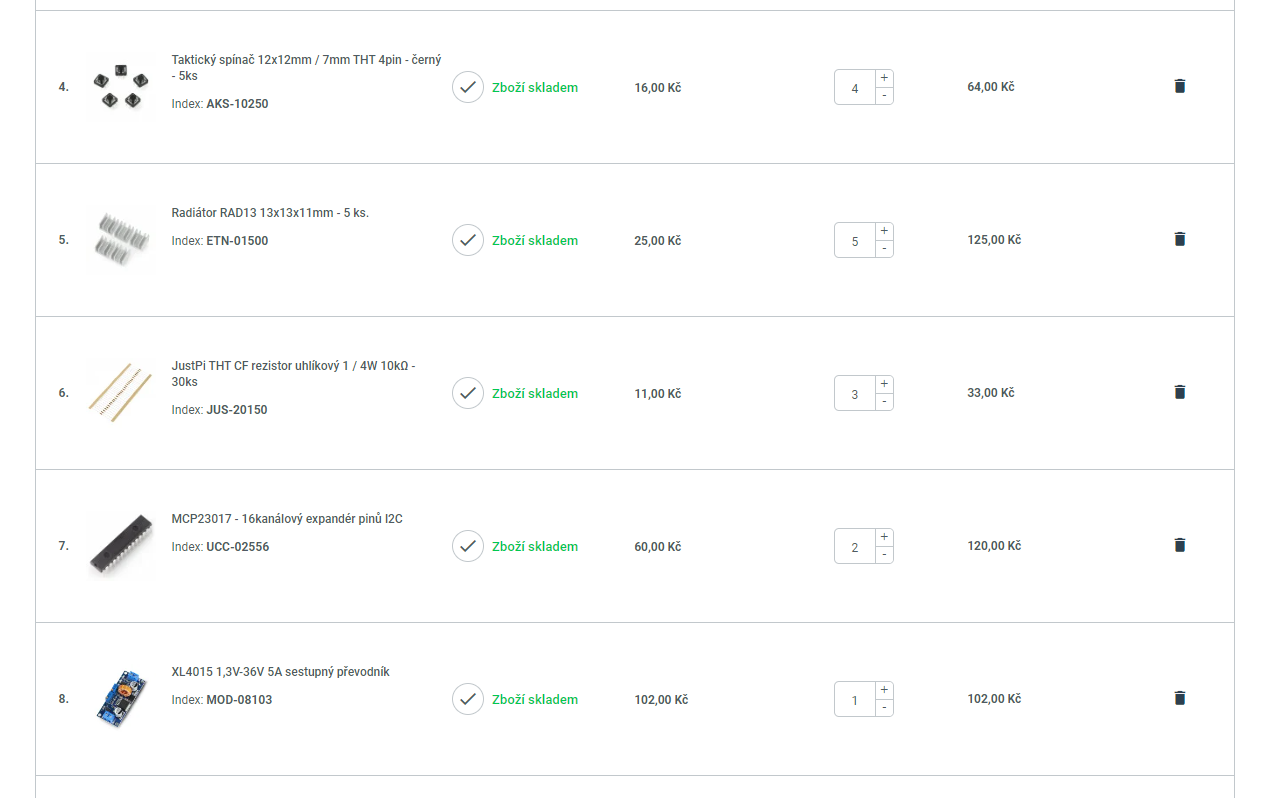 4.
Taktický spínač 12x12mm / 7mm THT 4pin - černý
- 5ks
Index: AKS-10250
Zboží skladem
16,00 Kč
4
+
-
64,00 Kč
5.
Radiátor RAD13 13x13x11mm - 5 ks.
Index: ETN-01500
Zboží skladem
25,00 Kč
5
+
-
125,00 Kč
6.
JustPi THT CF rezistor uhlíkový 1 / 4W 10kΩ -
30ks
Index: JUS-20150
Zboží skladem
11,00 Kč
3
+
-
33,00 Kč
7.
MCP23017 - 16kanálový expandér pinů I2C
Index: UCC-02556
Zboží skladem
60,00 Kč
2
+
-
120,00 Kč
8.
XL4015 1,3V-36V 5A sestupný převodník
Index: MOD-08103
Zboží skladem
102,00 Kč
1
+
-
102,00 Kč